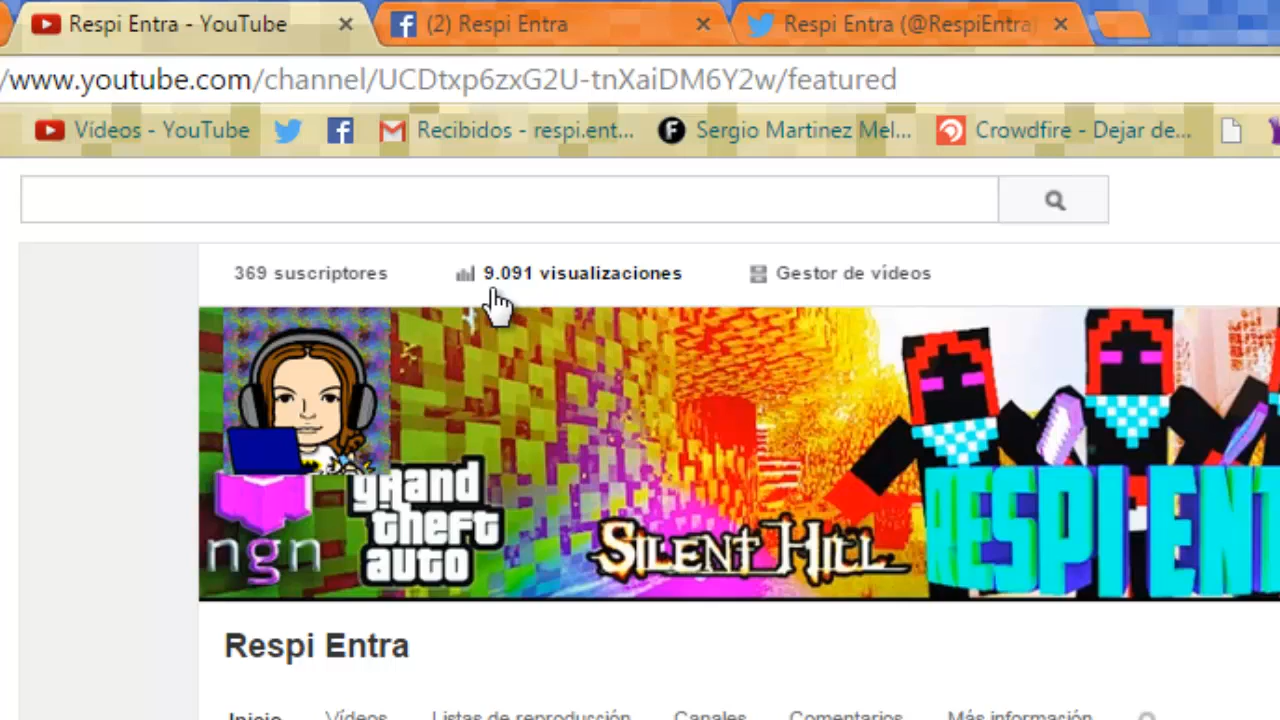 Respi Entra - YouTube
(2) Respi Entra
Respi Entra (@RespiEntra)
/www.youtube.com/channel/UCDtxp6zxG2U-tnXaiDM6Y2w/featured
Vídeos - YouTube
Recibidos - respi.ent...
Sergio Martinez Mel...
Crowdfire - Dejar de...
369 suscriptores
9.091 visualizaciones
Gestor de vídeos
ngn
grand
theft
auto
SILENT HILL
RESPI ENT
Respi Entra
Inicio
Vídeos
Listas de reproducción
Canales
Comentarios
Más información